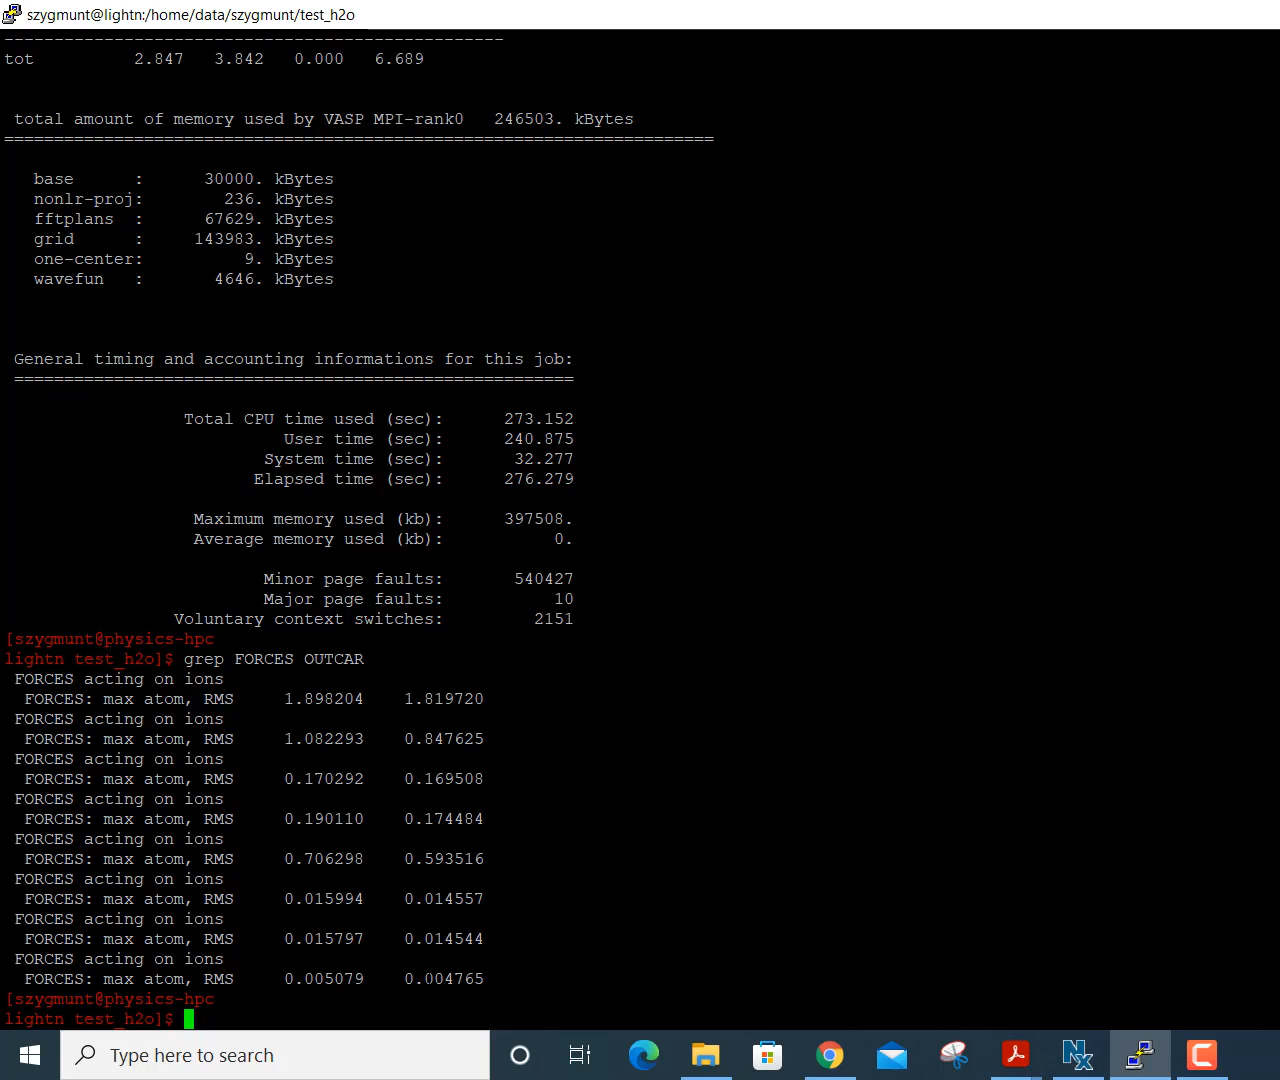 szygmunt@lightn:/home/data/szygmunt/test_h2o
--------------------------------------------------
tot          2.847   3.842   0.000   6.689
total amount of memory used by VASP MPI-rank0   246503. kBytes
=======================================================================
base      :      30000. kBytes
nonlr-proj:        236. kBytes
fftplans  :      67629. kBytes
grid      :     143983. kBytes
one-center:          9. kBytes
wavefun   :       4646. kBytes
General timing and accounting informations for this job:
========================================================
Total CPU time used (sec):      273.152
User time (sec):      240.875
System time (sec):       32.277
Elapsed time (sec):      276.279
Maximum memory used (kb):      397508.
Average memory used (kb):           0.
Minor page faults:       540427
Major page faults:           10
Voluntary context switches:         2151
[szygmunt@physics-hpc
lightn test_h2o]$ grep FORCES OUTCAR
FORCES acting on ions
FORCES: max atom, RMS     1.898204    1.819720
FORCES acting on ions
FORCES: max atom, RMS     1.082293    0.847625
FORCES acting on ions
FORCES: max atom, RMS     0.170292    0.169508
FORCES acting on ions
FORCES: max atom, RMS     0.190110    0.174484
FORCES acting on ions
FORCES: max atom, RMS     0.706298    0.593516
FORCES acting on ions
FORCES: max atom, RMS     0.015994    0.014557
FORCES acting on ions
FORCES: max atom, RMS     0.015797    0.014544
FORCES acting on ions
FORCES: max atom, RMS     0.005079    0.004765
[szygmunt@physics-hpc
lightn test_h2o]$
Type here to search